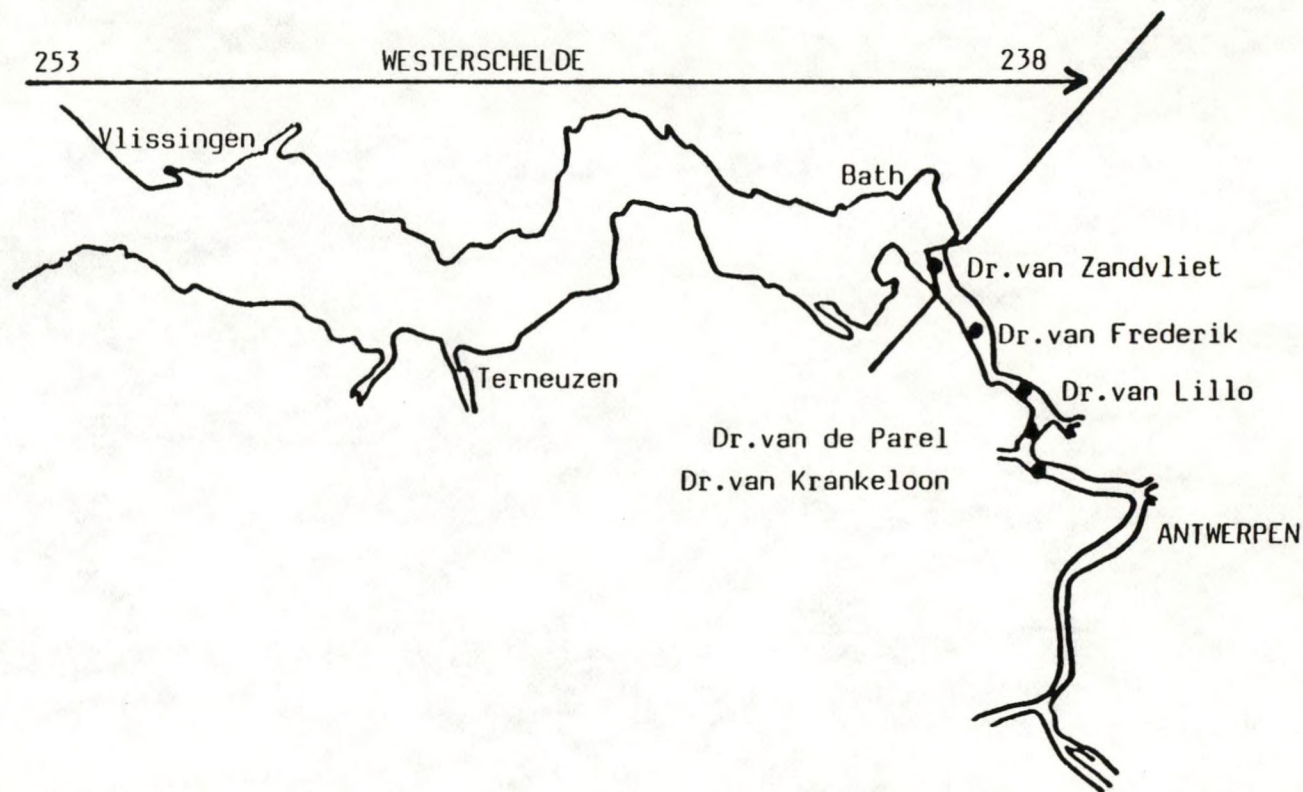 253 WESTERSCHELDE 238
Vlissingen
Bath
Dr.van Zandvliet
Dr.van Frederik
Terneuzen
Dr.van Lillo
Dr.van de Parel
Dr.van Krankeloon
ANTWERPEN